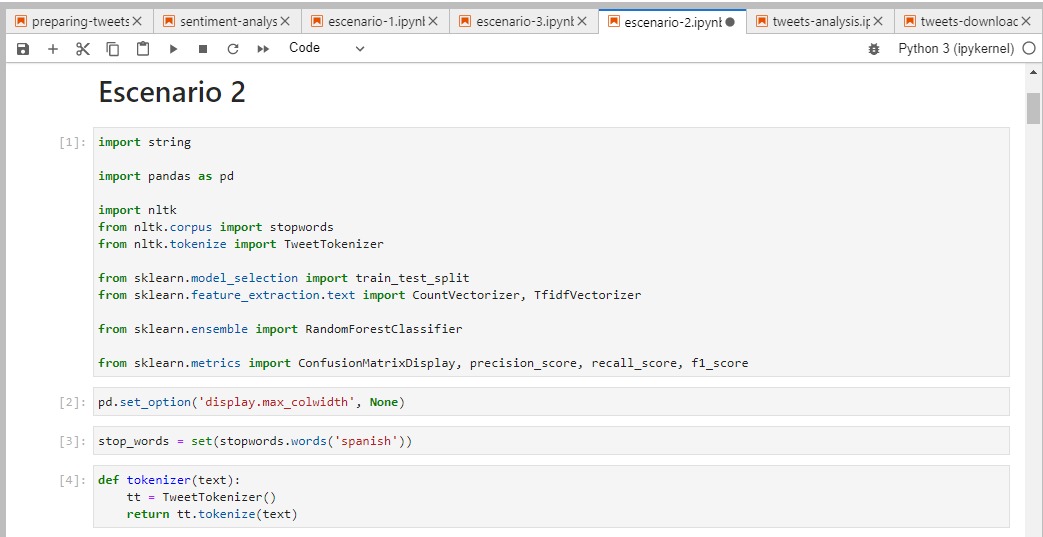 preparing-tweets
sentiment-analys
escenario-1.ipynb
escenario-3.ipynb
escenario-2.ipynb
tweets-analysis.ip
tweets-downloac
Code
Python 3 (ipykernel)
Escenario 2
[1]:
import string
import pandas as pd
import nltk
from nltk.corpus import stopwords
from nltk.tokenize import TweetTokenizer
from sklearn.model_selection import train_test_split
from sklearn.feature_extraction.text import CountVectorizer, TfidfVectorizer
from sklearn.ensemble import RandomForestClassifier
from sklearn.metrics import ConfusionMatrixDisplay, precision_score, recall_score, f1_score
[2]:
pd.set_option('display.max_colwidth', None)
[3]:
stop_words = set(stopwords.words('spanish'))
[4]:
def tokenizer(text):
    tt = TweetTokenizer()
    return tt.tokenize(text)